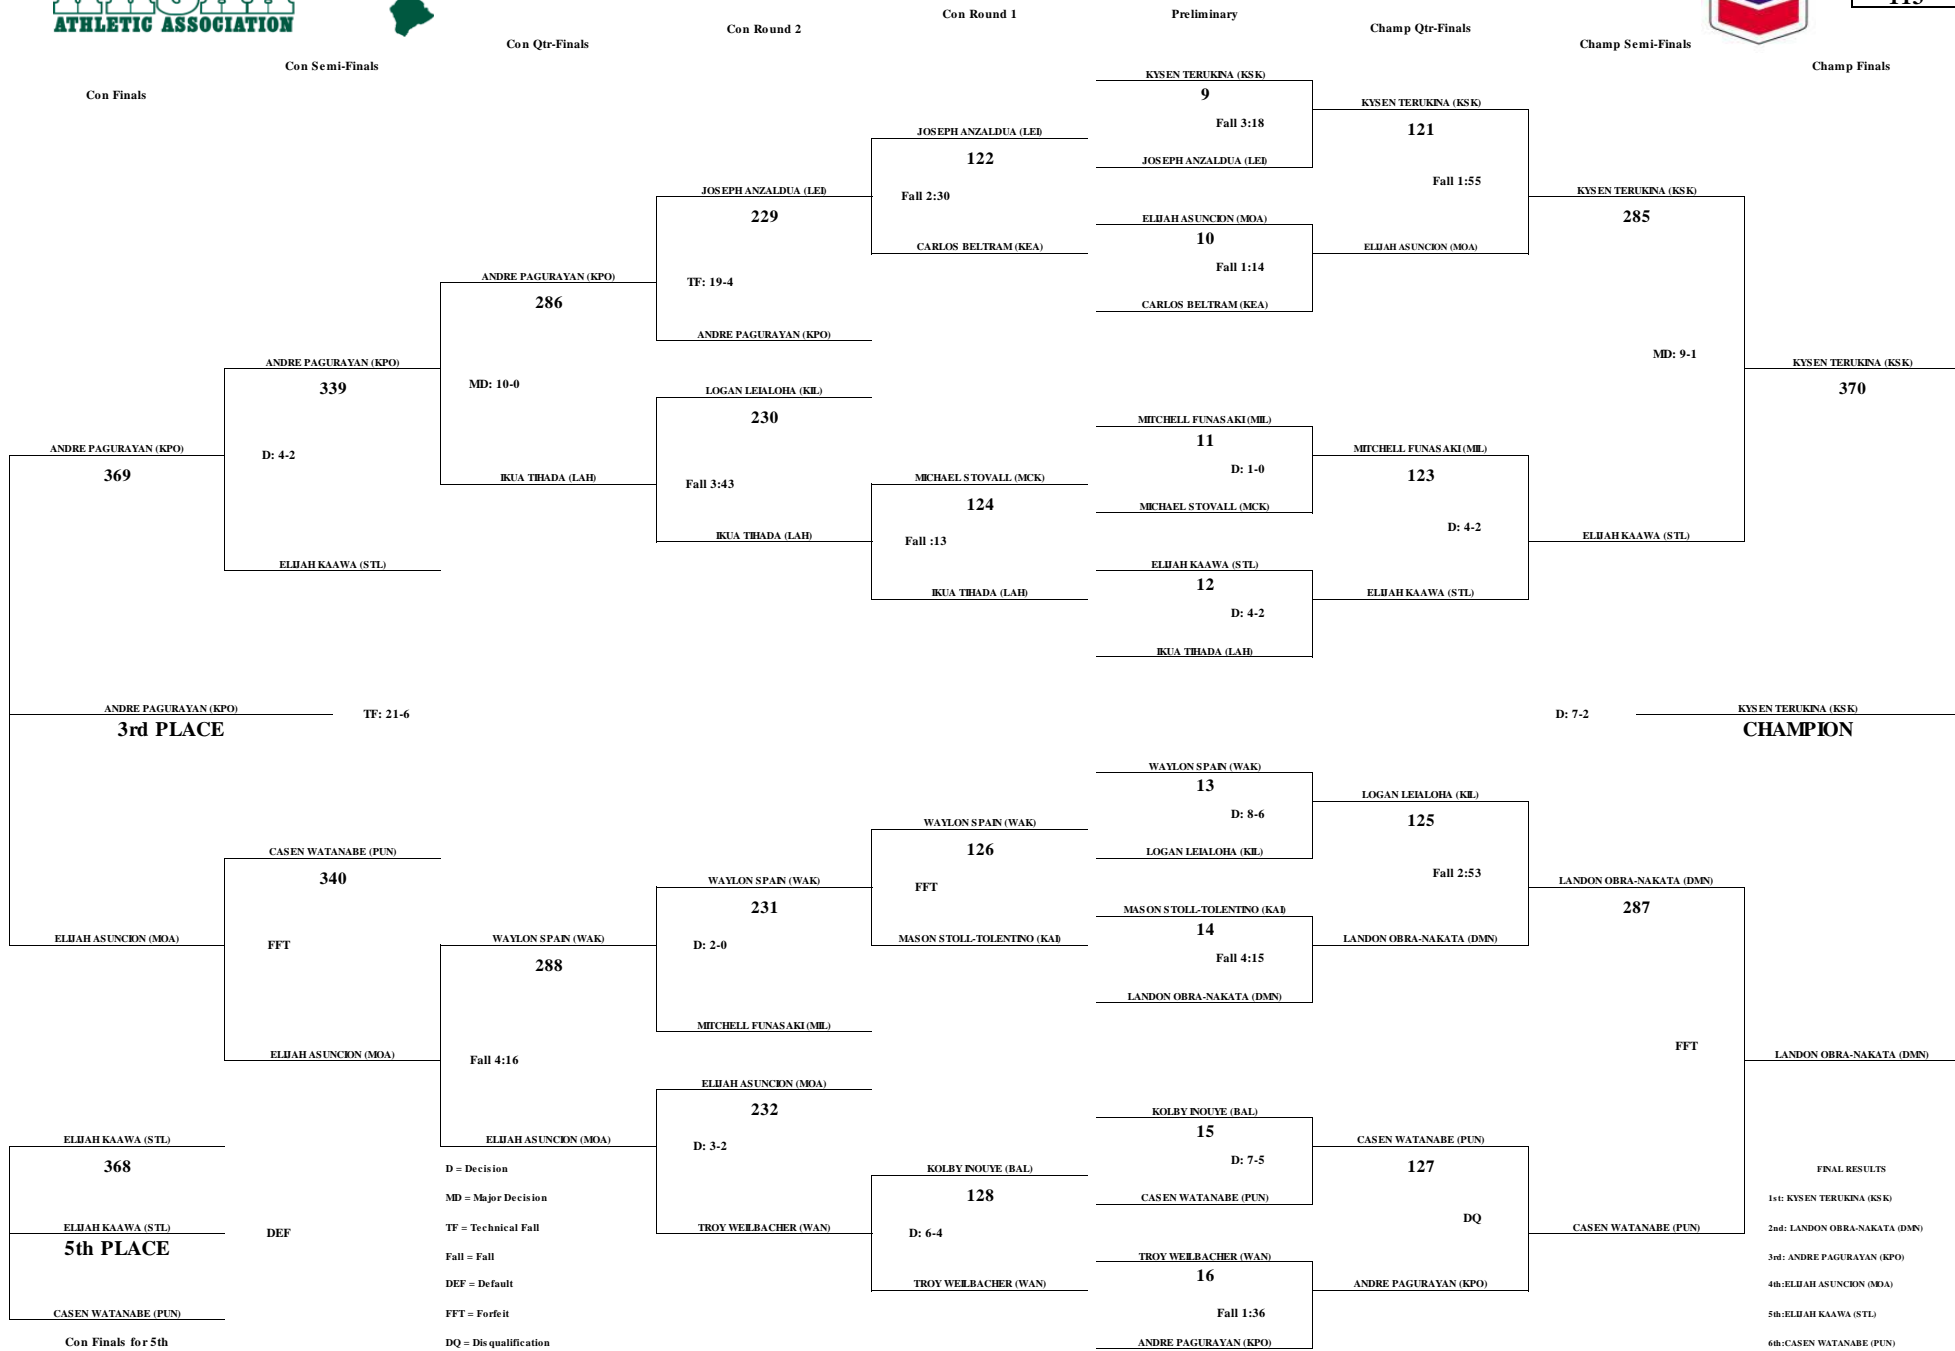 ATHLETIC ASSOCIATION
Con Finals
Con Semi-Finals
Con Qtr-Finals
Con Round 2
Con Round 1
Preliminary
Champ Qtr-Finals
Champ Semi-Finals
Champ Finals
KYSEN TERUKINA (KSK)
9
Fall 3:18
JOSEPH ANZALDUA (LEI)
ELIJAH ASUNCION (MOA)
10
Fall 1:14
CARLOS BELTRAM (KEA)
MITCHELL FUNASAKI (MIL)
11
D: 1-0
MICHAEL STOVALL (MCK)
ELIJAH KAAWA (STL)
12
D: 4-2
IKUA TIHADA (LAH)
WAYLON SPAIN (WAK)
13
D: 8-6
LOGAN LEIALOHA (KIL)
MASON STOLL-TOLENTINO (KAI)
14
Fall 4:15
LANDON OBRA-NAKATA (DMN)
KOLBY INOUYE (BAL)
15
D: 7-5
CASEN WATANABE (PUN)
TROY WEILBACHER (WAN)
16
Fall 1:36
ANDRE PAGURAYAN (KPO)
KYSEN TERUKINA (KSK)
121
Fall 1:55
ELIJAH ASUNCION (MOA)
MITCHELL FUNASAKI (MIL)
123
D: 4-2
ELIJAH KAAWA (STL)
LOGAN LEIALOHA (KIL)
125
Fall 2:53
LANDON OBRA-NAKATA (DMN)
CASEN WATANABE (PUN)
127
DQ
ANDRE PAGURAYAN (KPO)
KYSEN TERUKINA (KSK)
285
MD: 9-1
ELIJAH KAAWA (STL)
LANDON OBRA-NAKATA (DMN)
287
FFT
CASEN WATANABE (PUN)
KYSEN TERUKINA (KSK)
370
D: 7-2
KYSEN TERUKINA (KSK)
CHAMPION
LANDON OBRA-NAKATA (DMN)
JOSEPH ANZALDUA (LEI)
122
Fall 2:30
CARLOS BELTRAM (KEA)
MICHAEL STOVALL (MCK)
124
Fall :13
IKUA TIHADA (LAH)
WAYLON SPAIN (WAK)
126
FFT
MASON STOLL-TOLENTINO (KAI)
KOLBY INOUYE (BAL)
128
D: 6-4
TROY WEILBACHER (WAN)
JOSEPH ANZALDUA (LEI)
229
TF: 19-4
ANDRE PAGURAYAN (KPO)
LOGAN LEIALOHA (KIL)
230
Fall 3:43
IKUA TIHADA (LAH)
WAYLON SPAIN (WAK)
231
D: 2-0
MITCHELL FUNASAKI (MIL)
ELIJAH ASUNCION (MOA)
232
D: 3-2
TROY WEILBACHER (WAN)
ANDRE PAGURAYAN (KPO)
286
MD: 10-0
IKUA TIHADA (LAH)
WAYLON SPAIN (WAK)
288
Fall 4:16
ELIJAH ASUNCION (MOA)
ANDRE PAGURAYAN (KPO)
339
D: 4-2
ELIJAH KAAWA (STL)
CASEN WATANABE (PUN)
340
FFT
ELIJAH ASUNCION (MOA)
ANDRE PAGURAYAN (KPO)
369
ANDRE PAGURAYAN (KPO)
3rd PLACE
TF: 21-6
ELIJAH ASUNCION (MOA)
ELIJAH KAAWA (STL)
368
ELIJAH KAAWA (STL)
5th PLACE
DEF
CASEN WATANABE (PUN)
Con Finals for 5th
D = Decision
MD = Major Decision
TF = Technical Fall
Fall = Fall
DEF = Default
FFT = Forfeit
DQ = Disqualification
FINAL RESULTS
1st: KYSEN TERUKINA (KSK)
2nd: LANDON OBRA-NAKATA (DMN)
3rd: ANDRE PAGURAYAN (KPO)
4th:ELIJAH ASUNCION (MOA)
5th:ELIJAH KAAWA (STL)
6th:CASEN WATANABE (PUN)